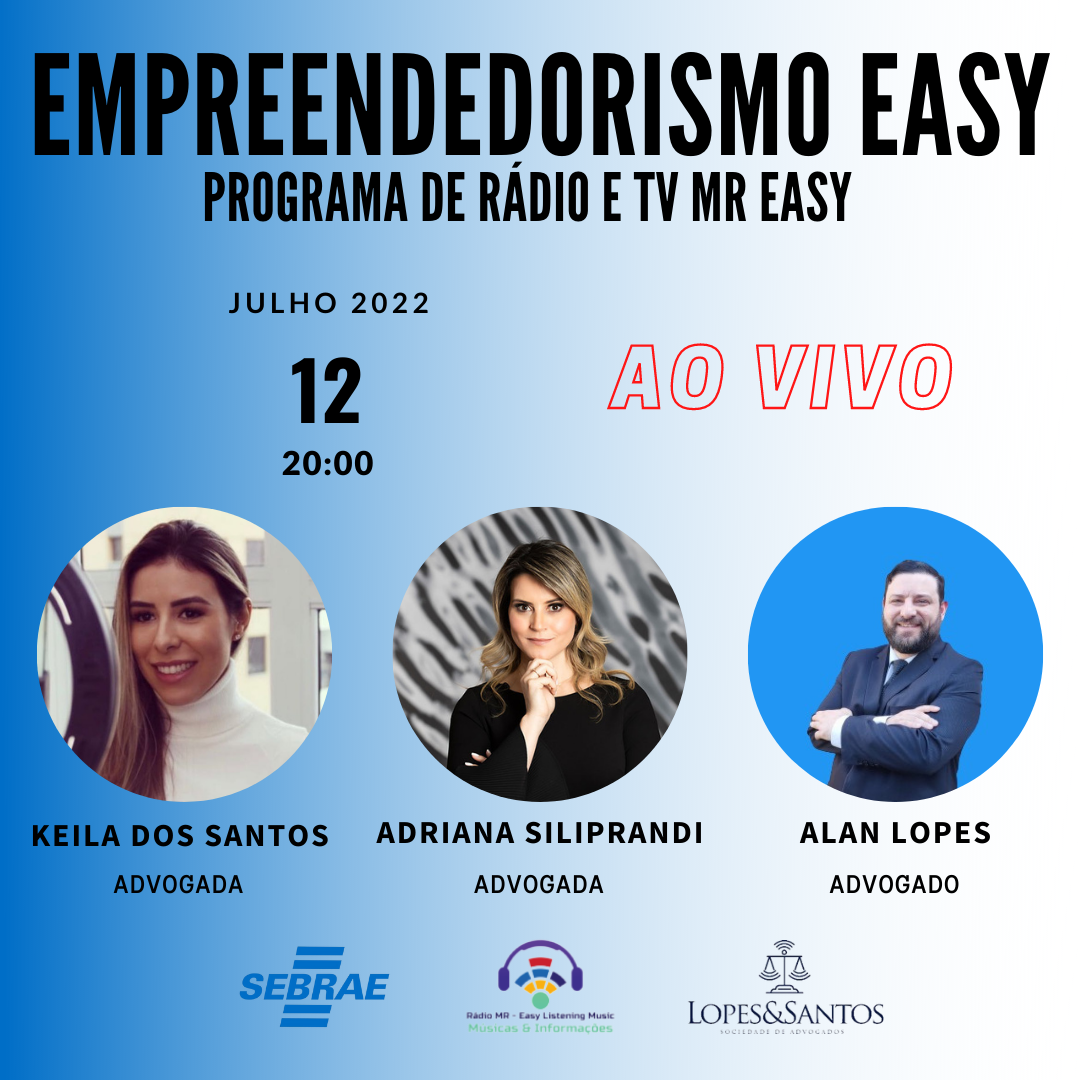 EMPREENDEDORISMO EASY
PROGRAMA DE RÁDIO E TV MR EASY
JULHO 2022
12
20:00
AO VIVO
KEILA DOS SANTOS
ADVOGADA
ADRIANA SILIPRANDI
ADVOGADA
ALAN LOPES
ADVOGADO
SEBRAE
Rádio MR - Easy Listening Music
Musicas & Informações
LOPES&SANTOS
SOCIEDADE DE ADVOGADOS